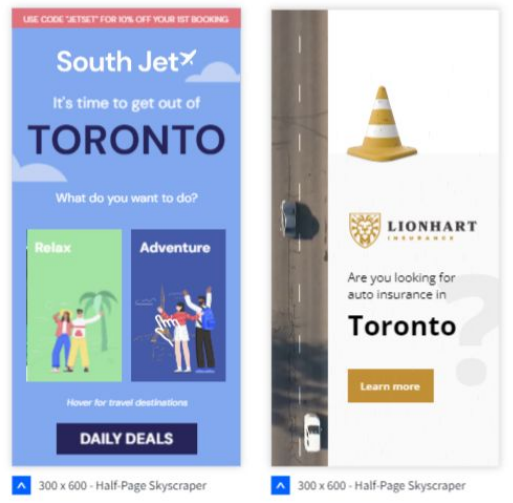 USE CODE "JETSET" FOR 10% OFF YOUR 1ST BOOKING
South Jet
It's time to get out of
TORONTO
What do you want to do?
Relax
Adventure
Hover for travel destinations
DAILY DEALS
300 x 600 - Half-Page Skyscraper
LIONHART
INSURANCE
Are you looking for
auto insurance in
Toronto
?
Learn more
300 x 600 - Half-Page Skyscraper